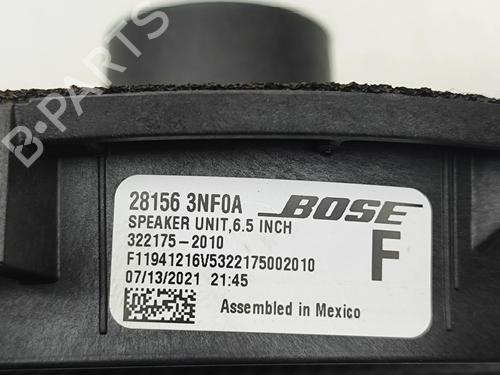 28156 3NF0A BOSE
SPEAKER UNIT,6.5 INCH
322175-2010 F
F11941216V5322175002010
07/13/2021 21:45
Assembled in Mexico
B-PARTS